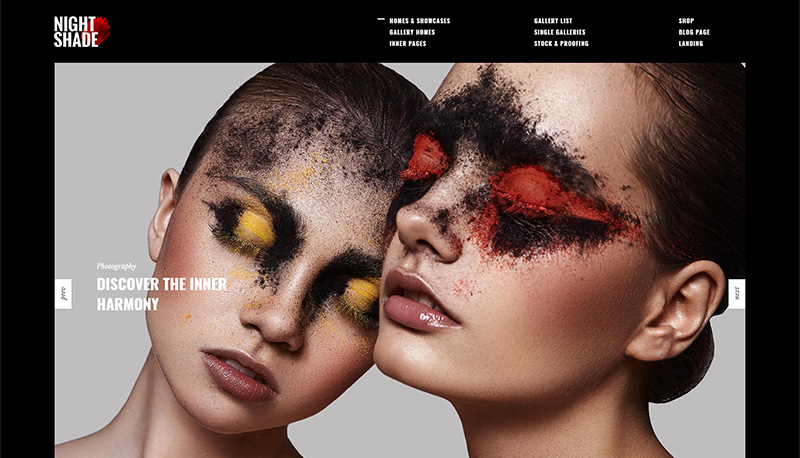 NIGHT
SHADE
HOMES & SHOWCASES
GALLERY HOMES
INNER PAGES
GALLERY LIST
SINGLE GALLERIES
STOCK & PROOFING
SHOP
BLOG PAGE
LANDING
Photography
DISCOVER THE INNER
HARMONY
prev
next